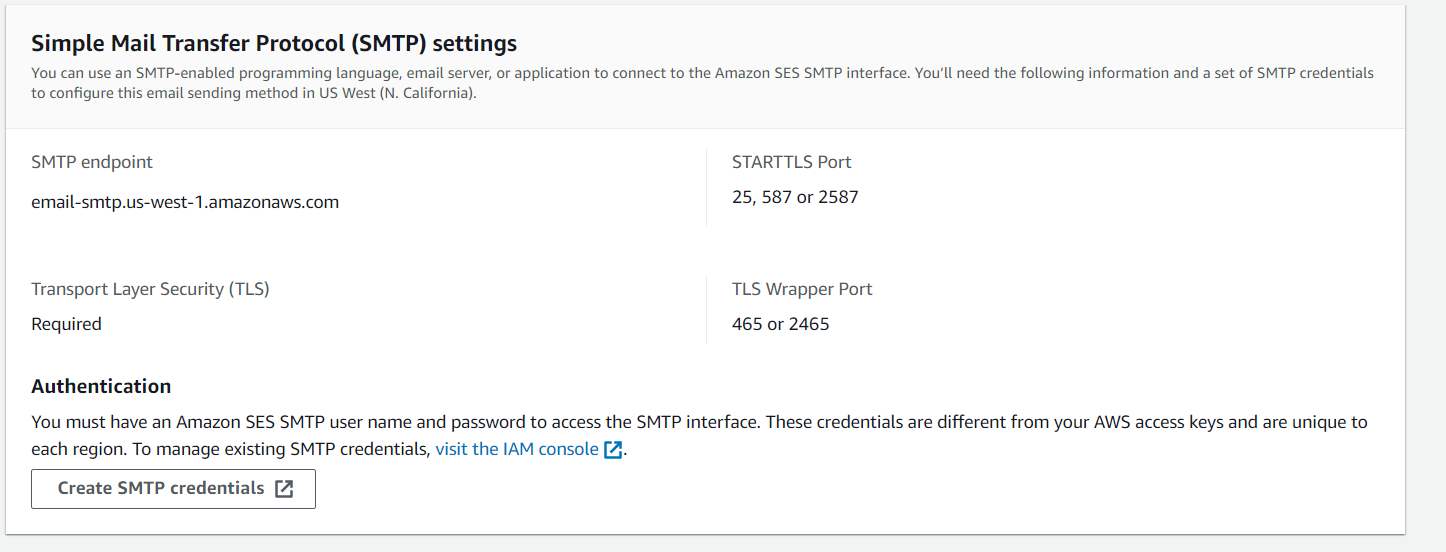 Simple Mail Transfer Protocol (SMTP) settings
You can use an SMTP-enabled programming language, email server, or application to connect to the Amazon SES SMTP interface. You’ll need the following information and a set of SMTP credentials
to configure this email sending method in US West (N. California).
SMTP endpoint
email-smtp.us-west-1.amazonaws.com
STARTTLS Port
25, 587 or 2587
Transport Layer Security (TLS)
Required
TLS Wrapper Port
465 or 2465
Authentication
You must have an Amazon SES SMTP user name and password to access the SMTP interface. These credentials are different from your AWS access keys and are unique to
each region. To manage existing SMTP credentials, visit the IAM console.
Create SMTP credentials